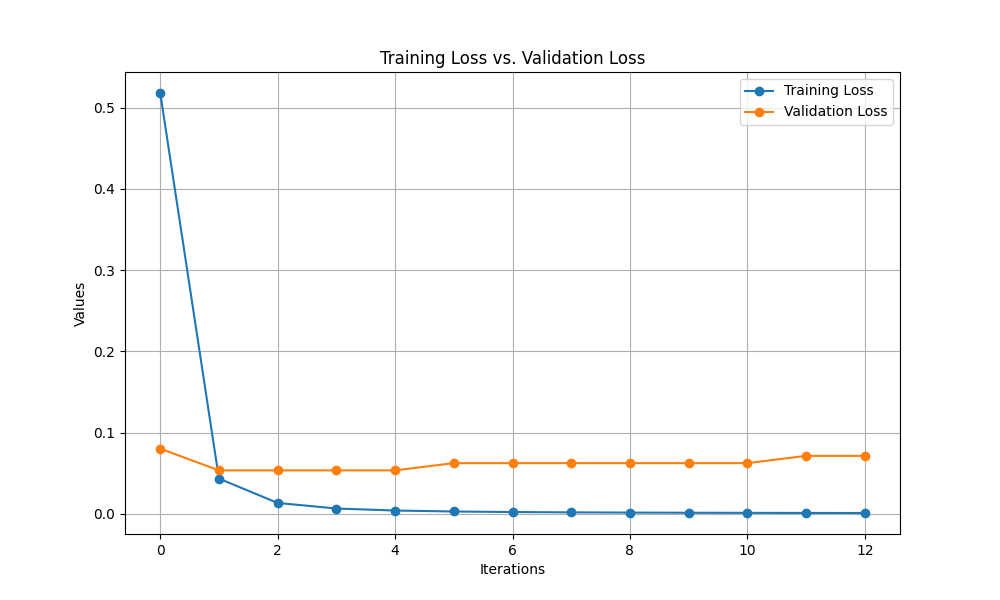 Training Loss vs. Validation Loss
Training Loss
Validation Loss
Values
0.5
0.4
0.3
0.2
0.1
0.0
0 2 4 6 8 10 12
Iterations